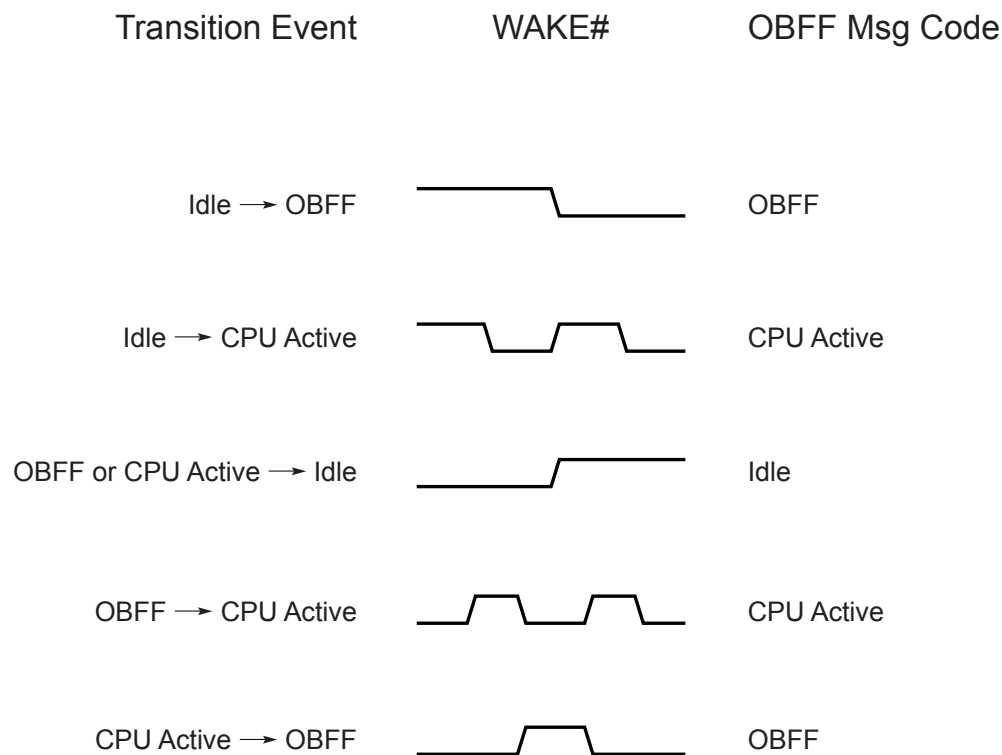 Transition Event WAKE# OBFF Msg Code
Idle → OBFF OBFF
Idle → CPU Active CPU Active
OBFF or CPU Active → Idle Idle
OBFF → CPU Active CPU Active
CPU Active → OBFF OBFF